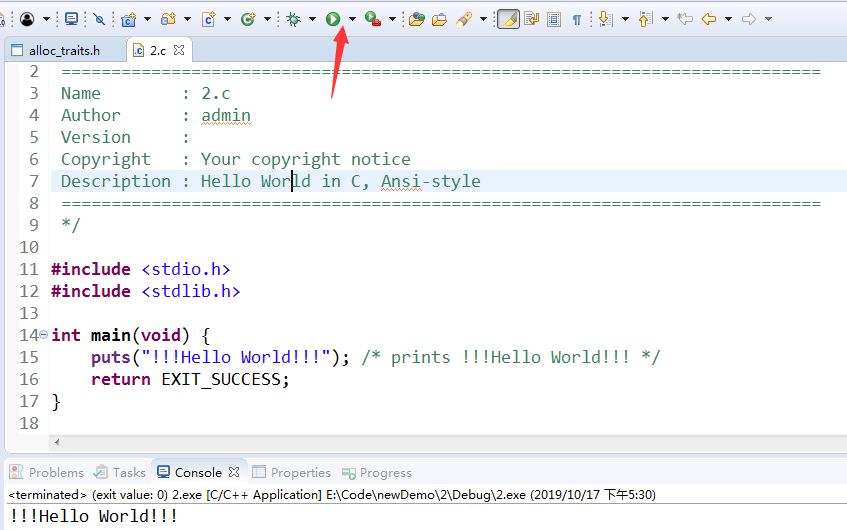 alloc_traits.h 2.c
2 ============================================================================
3 Name        : 2.c
4 Author      : admin
5 Version     :
6 Copyright   : Your copyright notice
7 Description : Hello World in C, Ansi-style
8 ============================================================================
9 */
10
11 #include <stdio.h>
12 #include <stdlib.h>
13
14 int main(void) {
15     puts("!!!Hello World!!!"); /* prints !!!Hello World!!! */
16     return EXIT_SUCCESS;
17 }
18
Problems Tasks Console Properties Progress
<terminated> (exit value: 0) 2.exe [C/C++ Application] E:\Code\newDemo\2\Debug\2.exe (2019/10/17 下午5:30)
!!!Hello World!!!